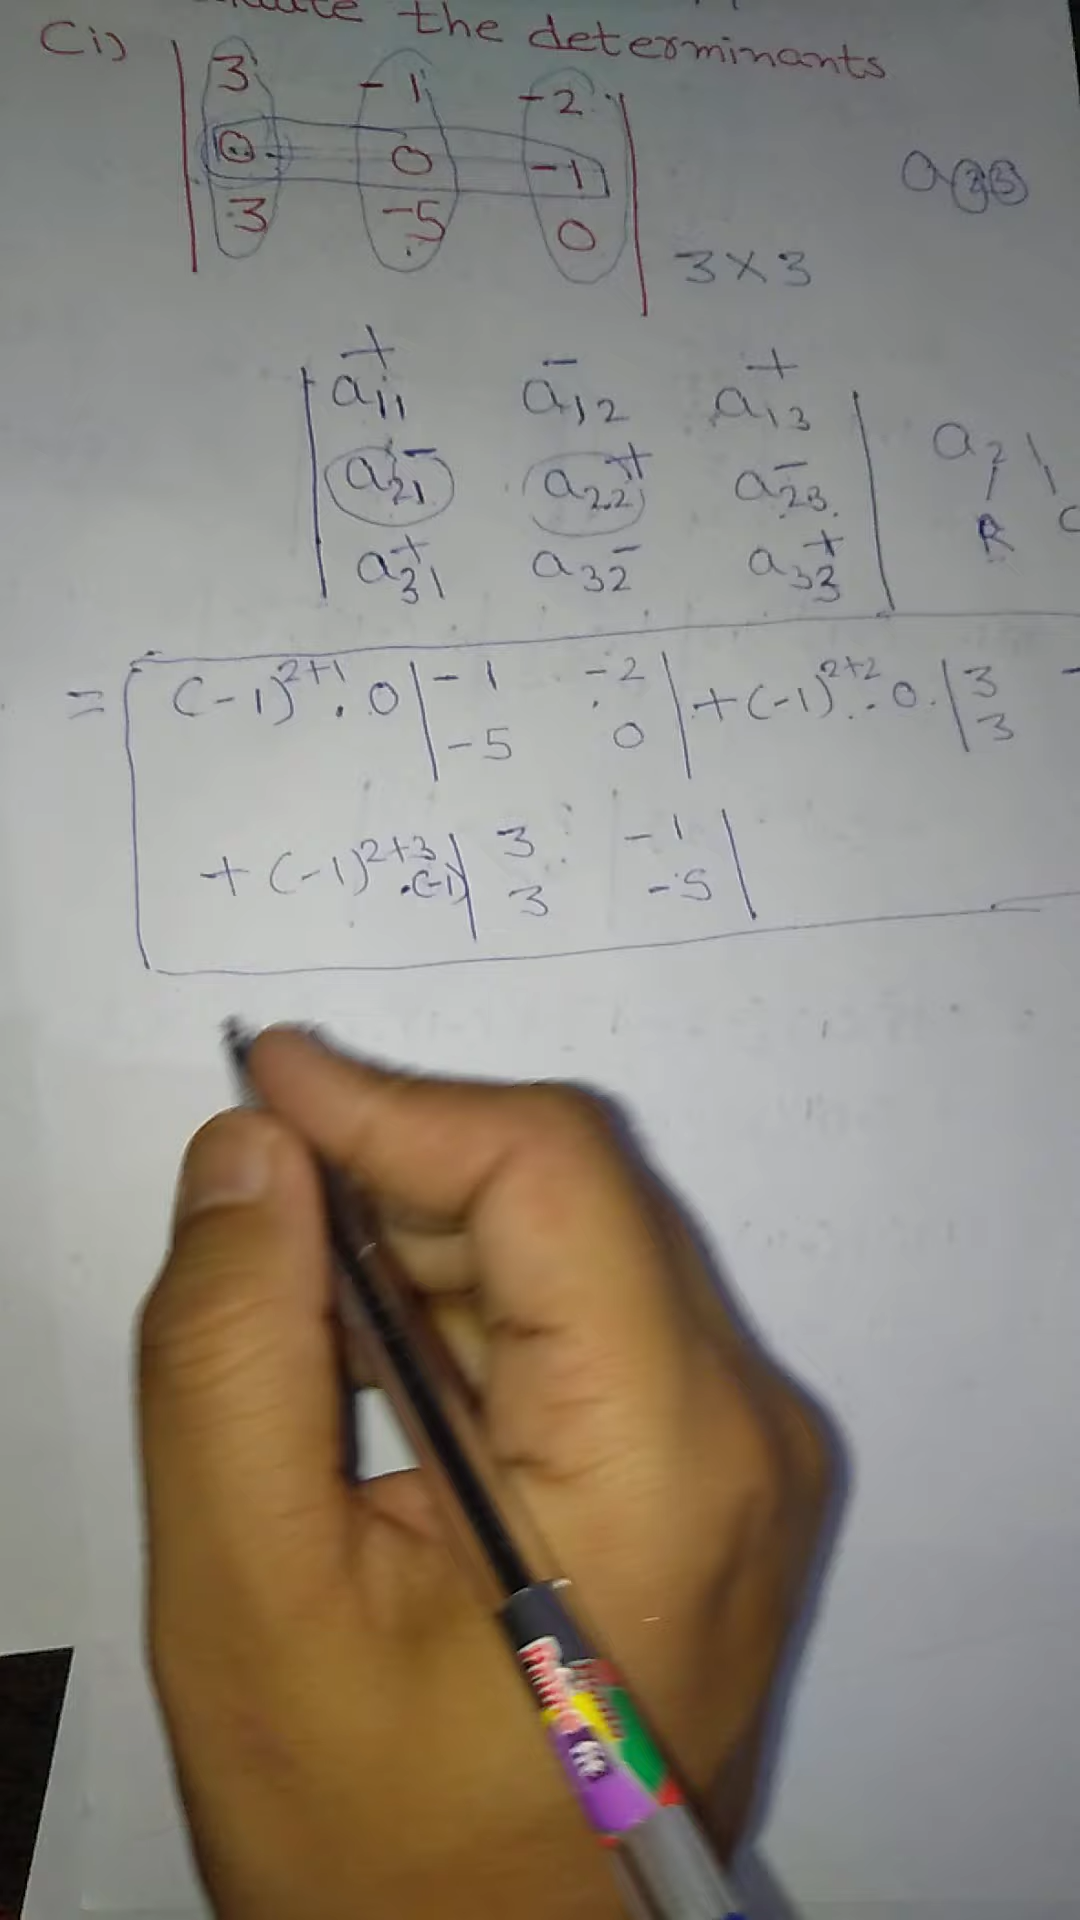 the determinants
(i) | 3 -1 -2 |
| 0 0 -1 |
| 3 -5 0 | 3×3
a23
| a11+ a12- a13+ |
| a21- a22+ a23- | a21
| a31+ a32- a33+ | R C
= (-1)^2+1 . 0 | -1 -2 | + (-1)^2+2 . 0 . | 3 -
| -5 0 | | 3
+ (-1)^2+3 .(-1) | 3 -1 |
| 3 -5 |